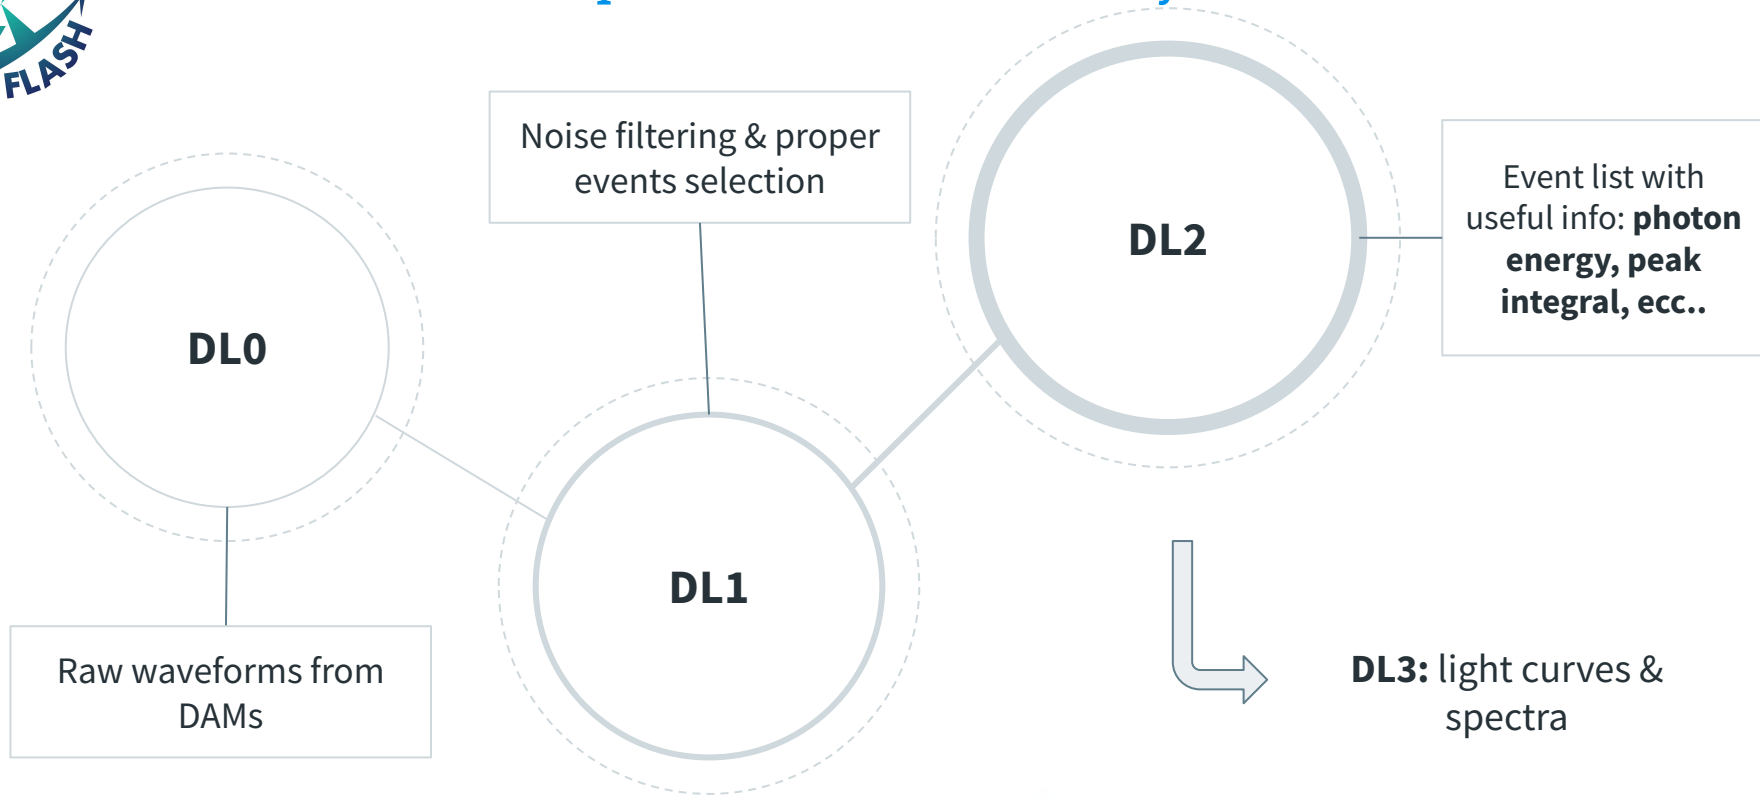 FLASH
Noise filtering & proper
events selection
DL2
Event list with
useful info: photon
energy, peak
integral, ecc..
DL0
DL1
Raw waveforms from
DAMs
DL3: light curves &
spectra